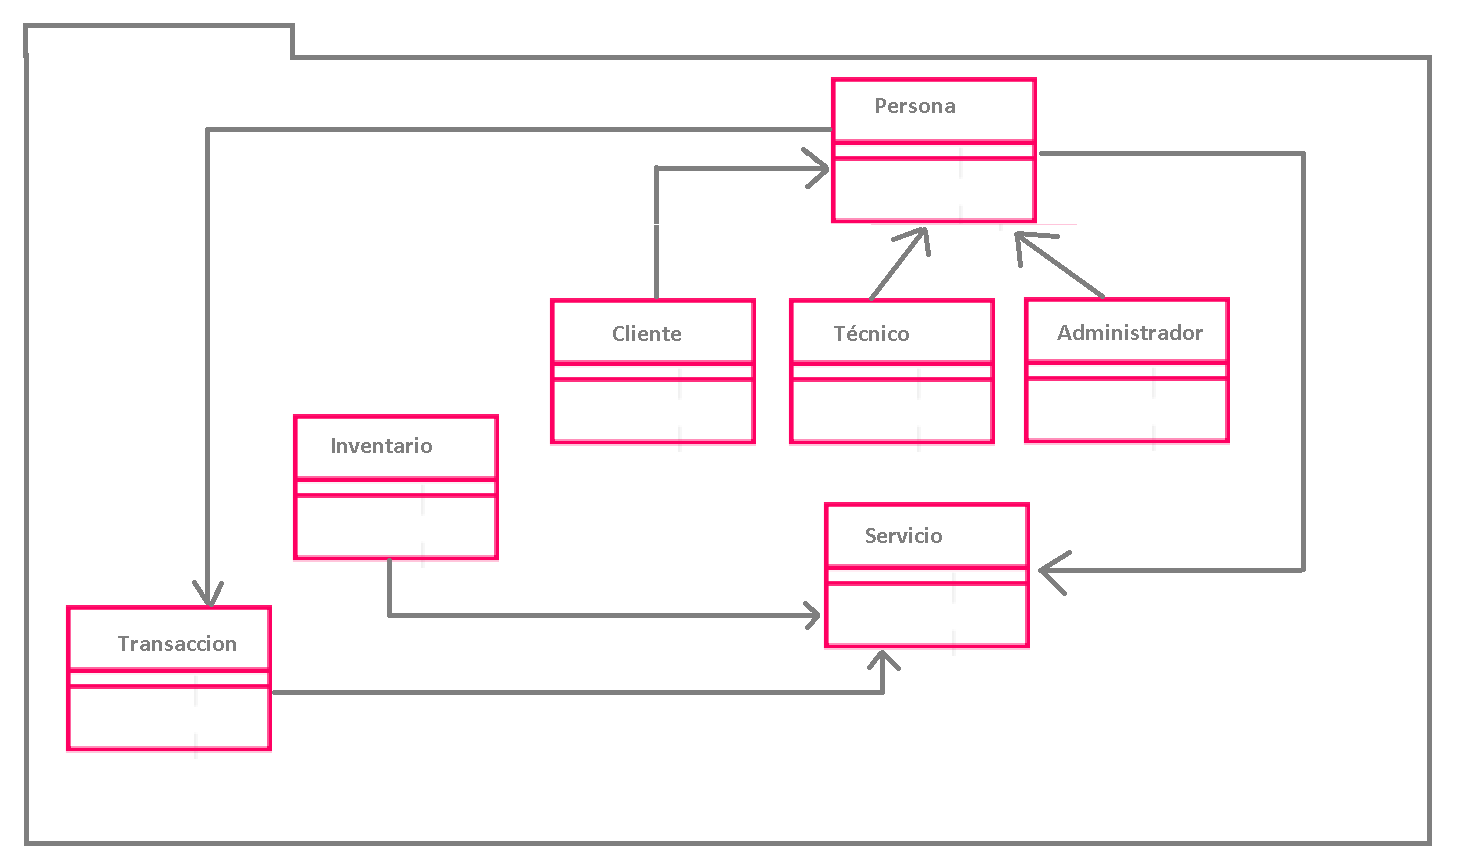 Persona
Cliente
Técnico
Administrador
Inventario
Servicio
Transaccion